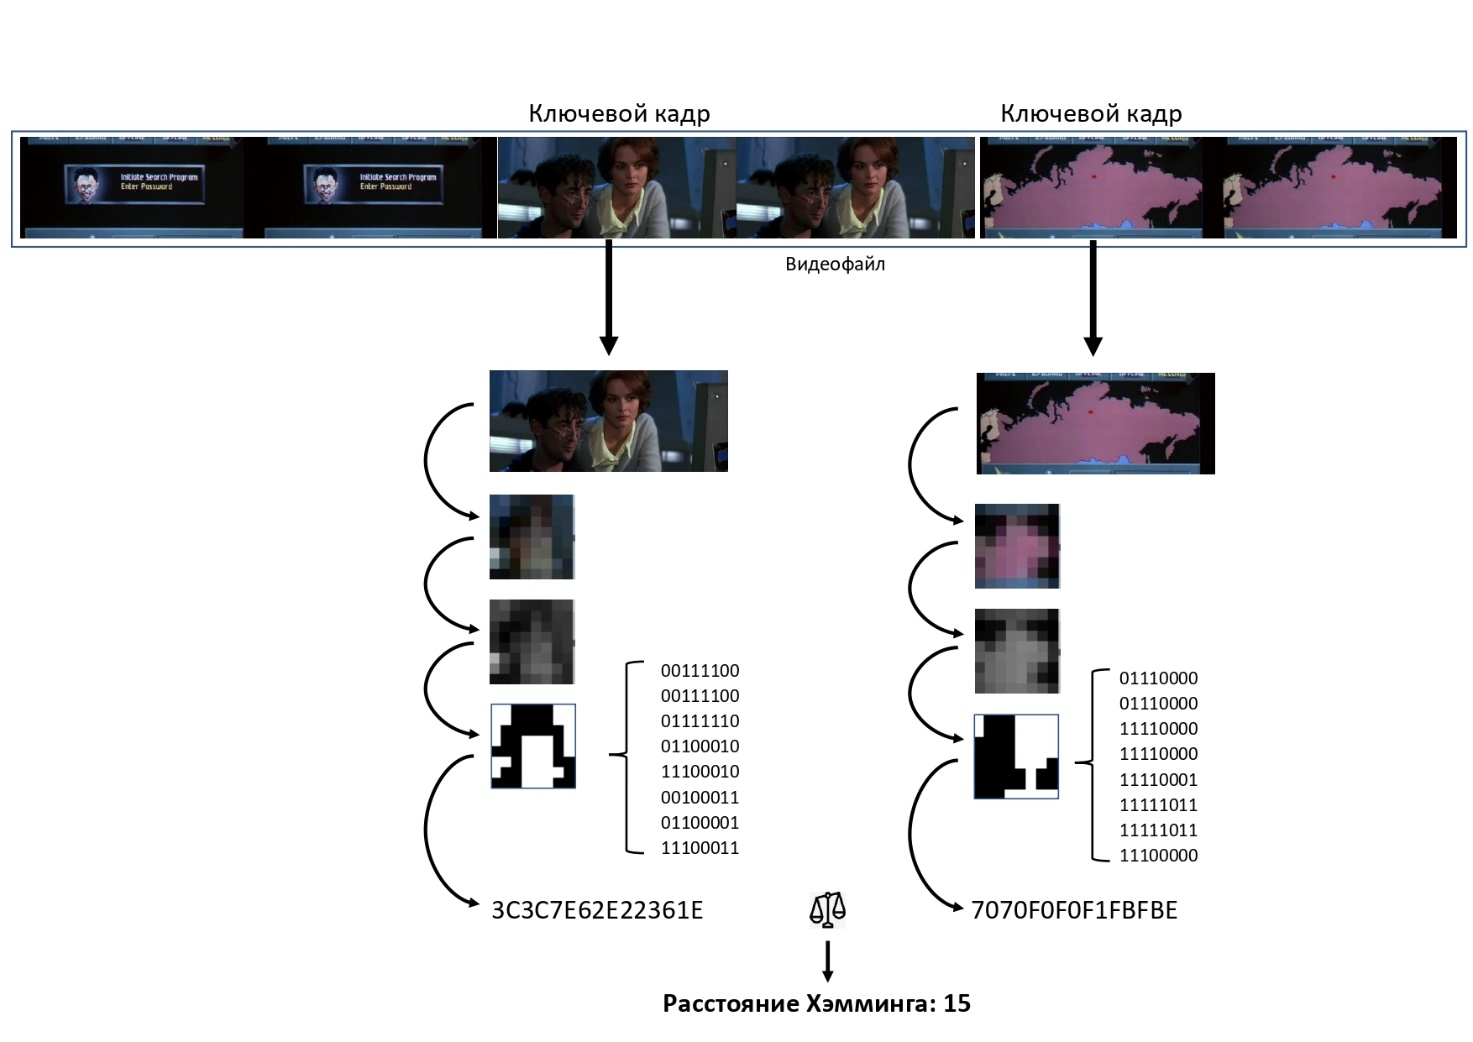 Ключевой кадр
Ключевой кадр
Initiate Search Program
Enter Password
Initiate Search Program
Enter Password
Видеофайл
00111100
00111100
01111110
01100010
11100010
00100011
01100001
11100011
01110000
01110000
11110000
11110000
11110001
11111011
11111011
11100000
3C3C7E62E22361E
7070F0F0F1FBFBE
Расстояние Хэмминга: 15